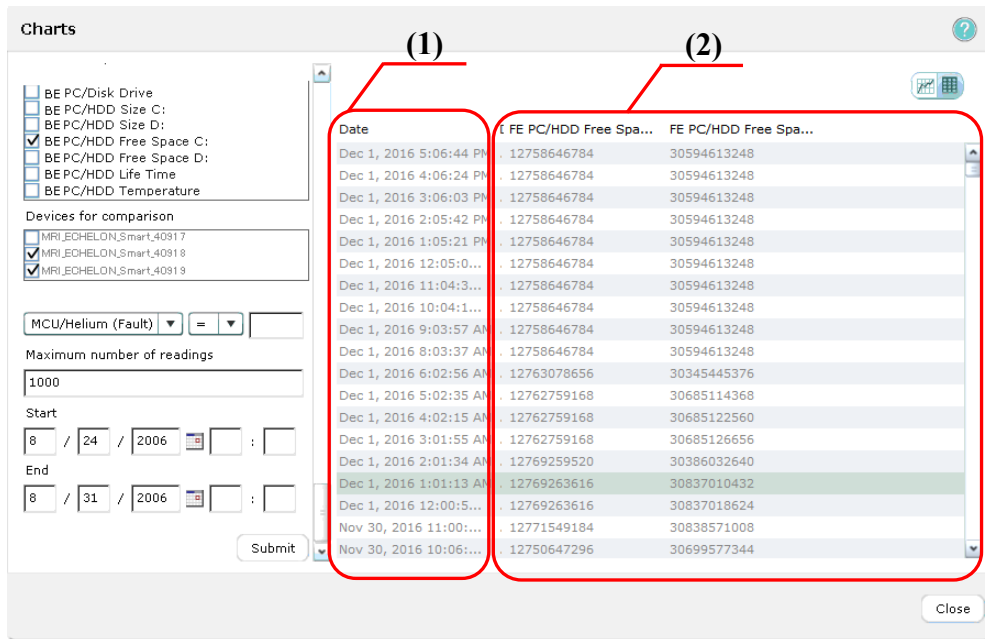 Charts
?
(1)
(2)
BE PC/Disk Drive
BE PC/HDD Size C:
BE PC/HDD Size D:
BE PC/HDD Free Space C:
BE PC/HDD Free Space D:
BE PC/HDD Life Time
BE PC/HDD Temperature
Devices for comparison
MRI_ECHELON_Smart_40917
MRI_ECHELON_Smart_40918
MRI_ECHELON_Smart_40919
MCU/Helium (Fault) =
Maximum number of readings
1000
Start
8 / 24 / 2006 :
End
8 / 31 / 2006 :
Submit
Date FE PC/HDD Free Spa... FE PC/HDD Free Spa...
Dec 1, 2016 5:06:44 PM . 12758646784 30594613248
Dec 1, 2016 4:06:24 PM . 12758646784 30594613248
Dec 1, 2016 3:06:03 PM . 12758646784 30594613248
Dec 1, 2016 2:05:42 PM . 12758646784 30594613248
Dec 1, 2016 1:05:21 PM . 12758646784 30594613248
Dec 1, 2016 12:05:0... . 12758646784 30594613248
Dec 1, 2016 11:04:3... . 12758646784 30594613248
Dec 1, 2016 10:04:1... . 12758646784 30594613248
Dec 1, 2016 9:03:57 AM . 12758646784 30594613248
Dec 1, 2016 8:03:37 AM . 12758646784 30594613248
Dec 1, 2016 6:02:56 AM . 12763078656 30345445376
Dec 1, 2016 5:02:35 AM . 12762759168 30685114368
Dec 1, 2016 4:02:15 AM . 12762759168 30685122560
Dec 1, 2016 3:01:55 AM . 12762759168 30685126656
Dec 1, 2016 2:01:34 AM . 12769259520 30386032640
Dec 1, 2016 1:01:13 AM . 12769263616 30837010432
Dec 1, 2016 12:00:5... . 12769263616 30837018624
Nov 30, 2016 11:00:... . 12771549184 30838571008
Nov 30, 2016 10:06:... . 12750647296 30699577344
Close